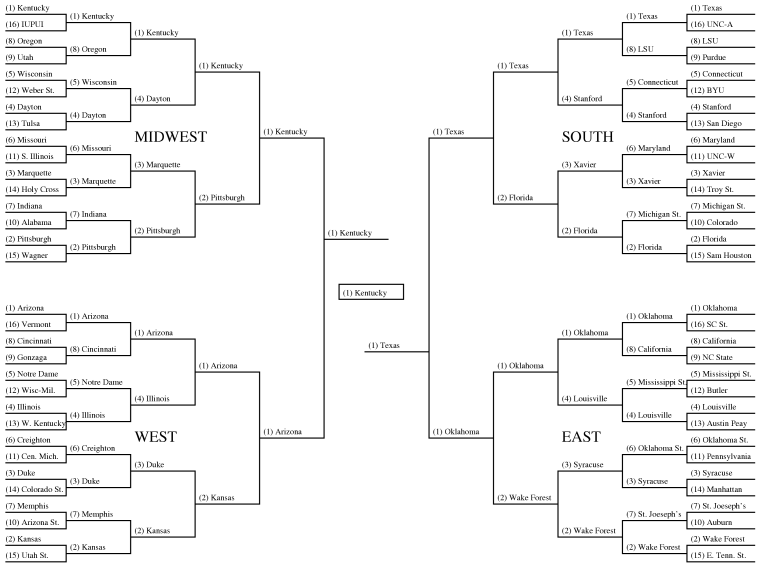 (1) Kentucky
(16) IUPUI
(8) Oregon
(9) Utah
(5) Wisconsin
(12) Weber St.
(4) Dayton
(13) Tulsa
(6) Missouri
(11) S. Illinois
(3) Marquette
(14) Holy Cross
(7) Indiana
(10) Alabama
(2) Pittsburgh
(15) Wagner
(1) Kentucky
(8) Oregon
(5) Wisconsin
(4) Dayton
(6) Missouri
(3) Marquette
(7) Indiana
(2) Pittsburgh
(1) Kentucky
(4) Dayton
(3) Marquette
(2) Pittsburgh
MIDWEST
(1) Kentucky
(2) Pittsburgh
(1) Kentucky
(1) Arizona
(16) Vermont
(8) Cincinnati
(9) Gonzaga
(5) Notre Dame
(12) Wisc-Mil.
(4) Illinois
(13) W. Kentucky
(6) Creighton
(11) Cen. Mich.
(3) Duke
(14) Colorado St.
(7) Memphis
(10) Arizona St.
(2) Kansas
(15) Utah St.
(1) Arizona
(8) Cincinnati
(5) Notre Dame
(4) Illinois
(6) Creighton
(3) Duke
(7) Memphis
(2) Kansas
(1) Arizona
(4) Illinois
(3) Duke
(2) Kansas
WEST
(1) Arizona
(2) Kansas
(1) Arizona
(1) Kentucky
(1) Kentucky
(1) Texas
(1) Texas
(1) Texas
(2) Florida
SOUTH
(1) Texas
(4) Stanford
(3) Xavier
(2) Florida
(1) Texas
(8) LSU
(5) Connecticut
(4) Stanford
(6) Maryland
(3) Xavier
(7) Michigan St.
(2) Florida
(1) Texas
(16) UNC-A
(8) LSU
(9) Purdue
(5) Connecticut
(12) BYU
(4) Stanford
(13) San Diego
(6) Maryland
(11) UNC-W
(3) Xavier
(14) Troy St.
(7) Michigan St.
(10) Colorado
(2) Florida
(15) Sam Houston
(1) Oklahoma
(1) Oklahoma
(2) Wake Forest
EAST
(1) Oklahoma
(4) Louisville
(3) Syracuse
(2) Wake Forest
(1) Oklahoma
(8) California
(5) Mississippi St.
(4) Louisville
(6) Oklahoma St.
(3) Syracuse
(7) St. Joeseph's
(2) Wake Forest
(1) Oklahoma
(16) SC St.
(8) California
(9) NC State
(5) Mississippi St.
(12) Butler
(4) Louisville
(13) Austin Peay
(6) Oklahoma St.
(11) Pennsylvania
(3) Syracuse
(14) Manhattan
(7) St. Joeseph's
(10) Auburn
(2) Wake Forest
(15) E. Tenn. St.